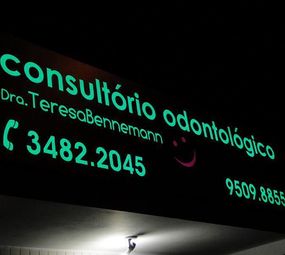 consultório odontológico
Dra.TeresaBennemann
3482.2045
9509.8855